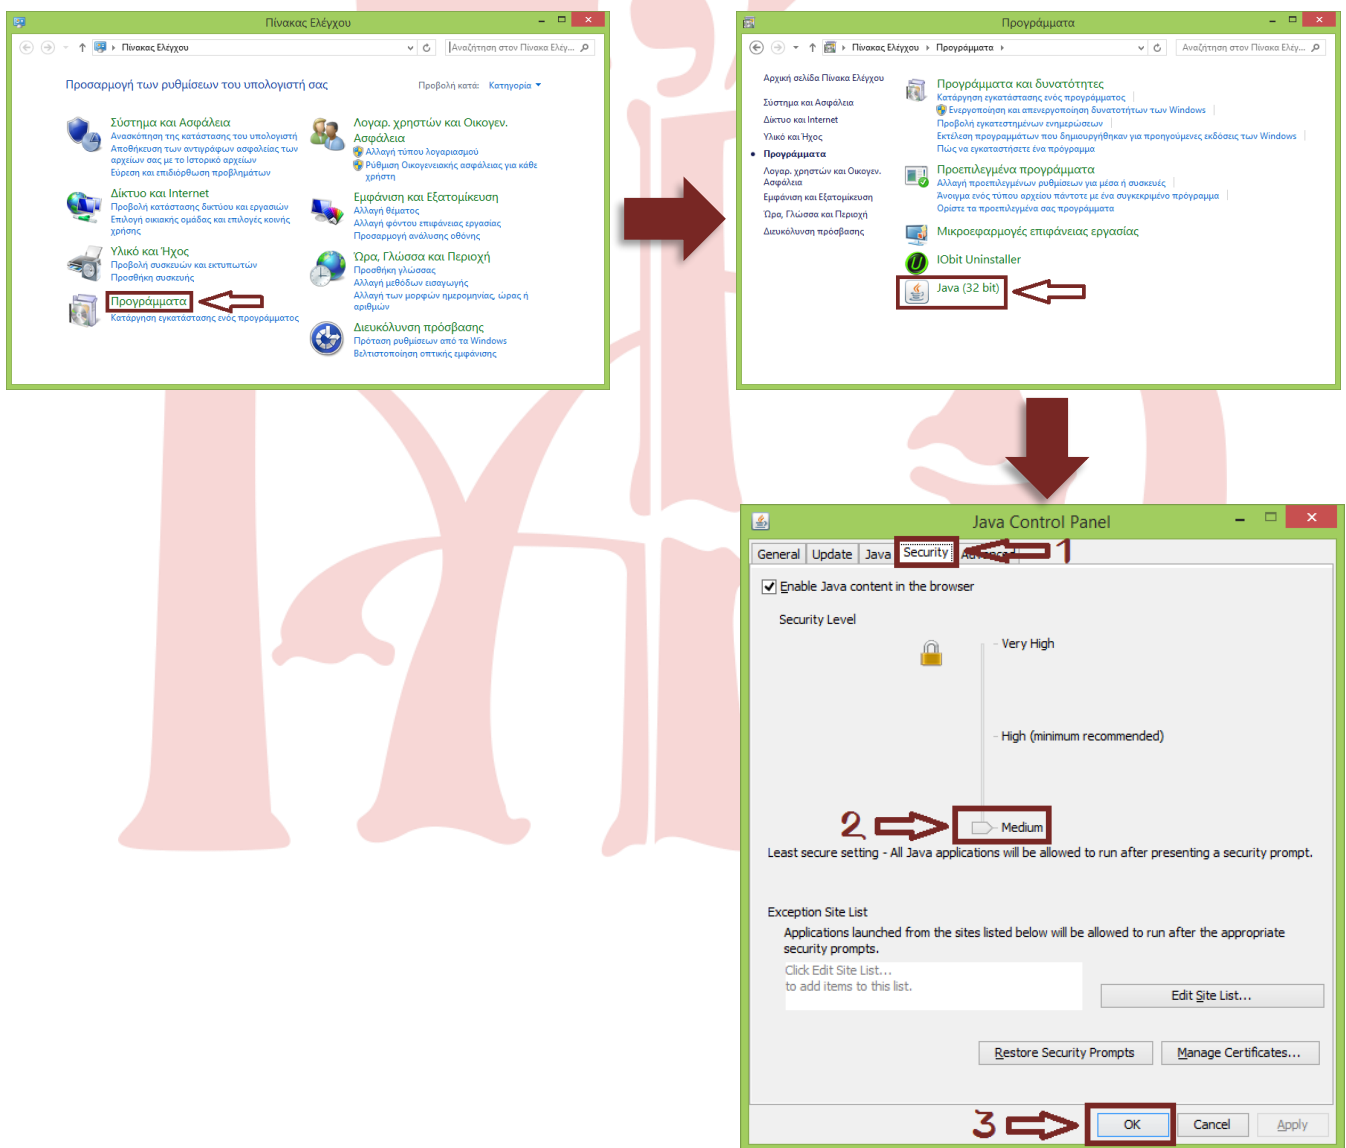 Πίνακας Ελέγχου
Πίνακας Ελέγχου
Αναζήτηση στον Πίνακα Ελέγ...
Προσαρμογή των ρυθμίσεων του υπολογιστή σας
Προβολή κατά: Κατηγορία
Σύστημα και Ασφάλεια
Ανασκόπηση της κατάστασης του υπολογιστή
Αποθήκευση των αντιγράφων ασφαλείας των
αρχείων σας με το Ιστορικό αρχείων
Εύρεση και επιδιόρθωση προβλημάτων
Δίκτυο και Internet
Προβολή κατάστασης δικτύου και εργασιών
Επιλογή οικιακής ομάδας και επιλογές κοινής
χρήσης
Υλικό και Ήχος
Προβολή συσκευών και εκτυπωτών
Προσθήκη συσκευής
Προγράμματα
Κατάργηση εγκατάστασης ενός προγράμματος
Λογαρ. χρηστών και Οικογεν.
Ασφάλεια
Αλλαγή τύπου λογαριασμού
Ρύθμιση Οικογενειακής ασφάλειας για κάθε
χρήστη
Εμφάνιση και Εξατομίκευση
Αλλαγή θέματος
Αλλαγή φόντου επιφάνειας εργασίας
Προσαρμογή ανάλυσης οθόνης
Ώρα, Γλώσσα και Περιοχή
Προσθήκη γλώσσας
Αλλαγή μεθόδων εισαγωγής
Αλλαγή των μορφών ημερομηνίας, ώρας ή
αριθμών
Διευκόλυνση πρόσβασης
Πρόταση ρυθμίσεων από τα Windows
Βελτιστοποίηση οπτικής εμφάνισης
Προγράμματα
Πίνακας Ελέγχου Προγράμματα
Αναζήτηση στον Πίνακα Ελέγ...
Αρχική σελίδα Πίνακα Ελέγχου
Σύστημα και Ασφάλεια
Δίκτυο και Internet
Υλικό και Ήχος
Προγράμματα
Λογαρ. χρηστών και Οικογεν.
Ασφάλεια
Εμφάνιση και Εξατομίκευση
Ώρα, Γλώσσα και Περιοχή
Διευκόλυνση πρόσβασης
Προγράμματα και δυνατότητες
Κατάργηση εγκατάστασης ενός προγράμματος
Ενεργοποίηση και απενεργοποίηση δυνατοτήτων των Windows
Προβολή εγκατεστημένων ενημερώσεων
Εκτέλεση προγραμμάτων που δημιουργήθηκαν για προηγούμενες εκδόσεις των Windows
Πώς να εγκαταστήσετε ένα πρόγραμμα
Προεπιλεγμένα προγράμματα
Αλλαγή προεπιλεγμένων ρυθμίσεων για μέσα ή συσκευές
Άνοιγμα ενός τύπου αρχείου πάντοτε με ένα συγκεκριμένο πρόγραμμα
Ορίστε τα προεπιλεγμένα σας προγράμματα
Μικροεφαρμογές επιφάνειας εργασίας
IObit Uninstaller
Java (32 bit)
Java Control Panel
General Update Java Security Advanced
1
Enable Java content in the browser
Security Level
Very High
High (minimum recommended)
2
Medium
Least secure setting - All Java applications will be allowed to run after presenting a security prompt.
Exception Site List
Applications launched from the sites listed below will be allowed to run after the appropriate
security prompts.
Click Edit Site List...
to add items to this list.
Edit Site List...
Restore Security Prompts Manage Certificates...
3
OK Cancel Apply